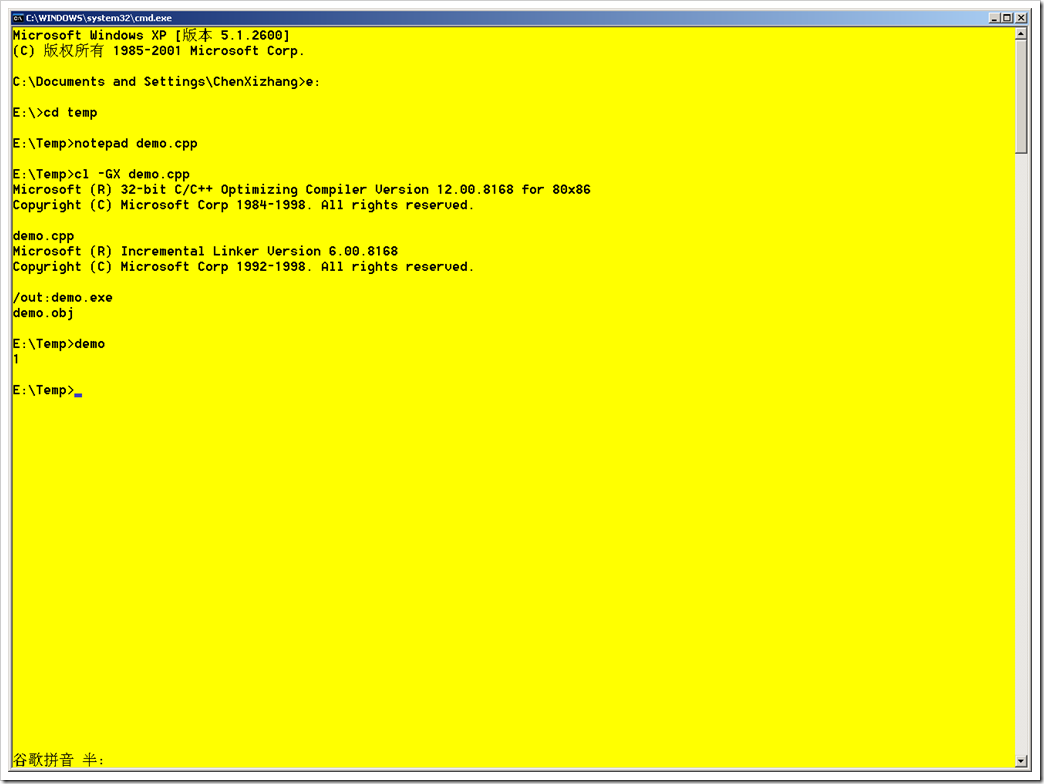 C:\WINDOWS\system32\cmd.exe
Microsoft Windows XP [版本 5.1.2600]
(C) 版权所有 1985-2001 Microsoft Corp.
C:\Documents and Settings\ChenXizhang>e:
E:\>cd temp
E:\Temp>notepad demo.cpp
E:\Temp>cl -GX demo.cpp
Microsoft (R) 32-bit C/C++ Optimizing Compiler Version 12.00.8168 for 80x86
Copyright (C) Microsoft Corp 1984-1998. All rights reserved.
demo.cpp
Microsoft (R) Incremental Linker Version 6.00.8168
Copyright (C) Microsoft Corp 1992-1998. All rights reserved.
/out:demo.exe
demo.obj
E:\Temp>demo
1
E:\Temp>
谷歌拼音 半: